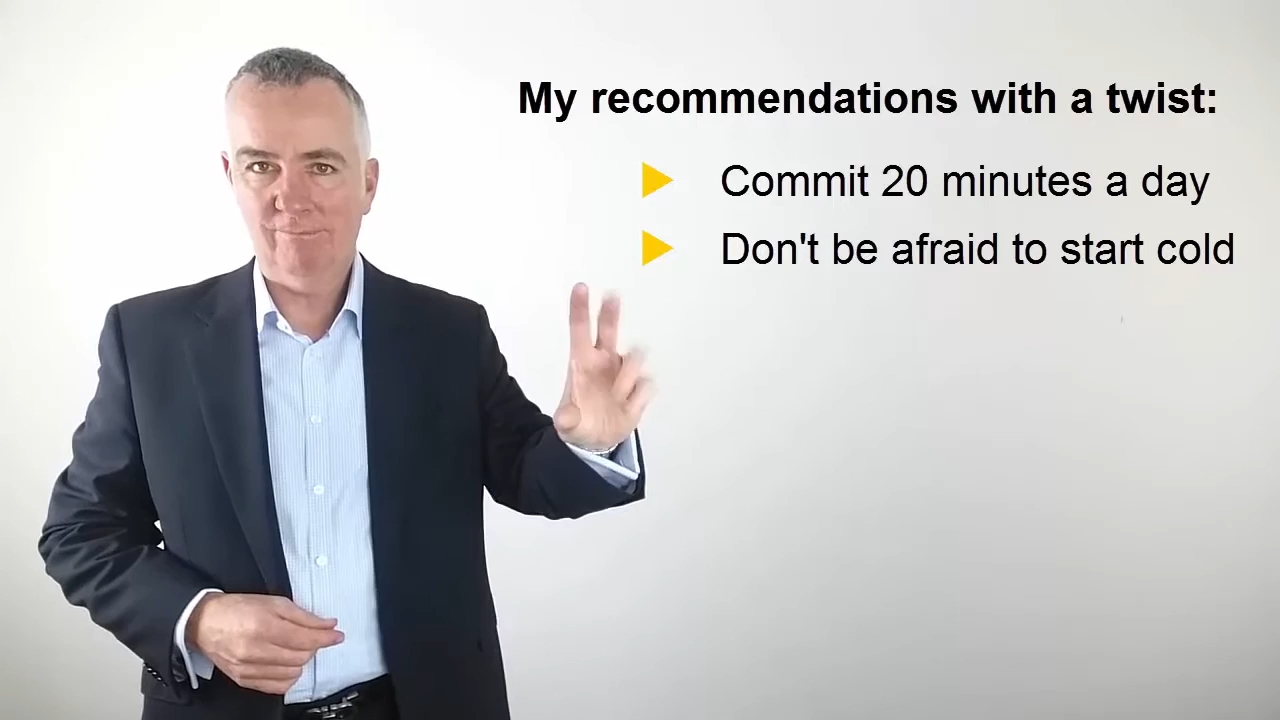 My recommendations with a twist:
Commit 20 minutes a day
Don't be afraid to start cold